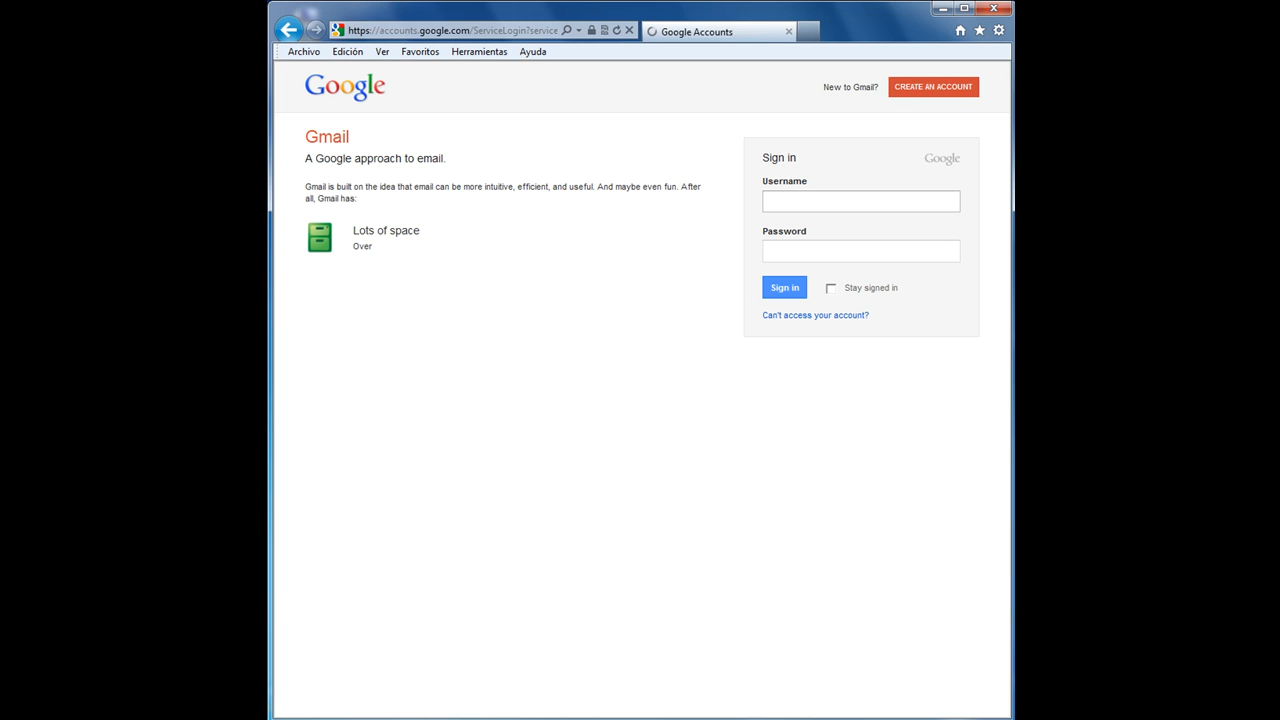 https://accounts.google.com/ServiceLogin?service
Google Accounts
Archivo Edición Ver Favoritos Herramientas Ayuda
Google
New to Gmail? CREATE AN ACCOUNT
Gmail
A Google approach to email.
Gmail is built on the idea that email can be more intuitive, efficient, and useful. And maybe even fun. After
all, Gmail has:
Lots of space
Over
Sign in Google
Username
Password
Sign in Stay signed in
Can't access your account?